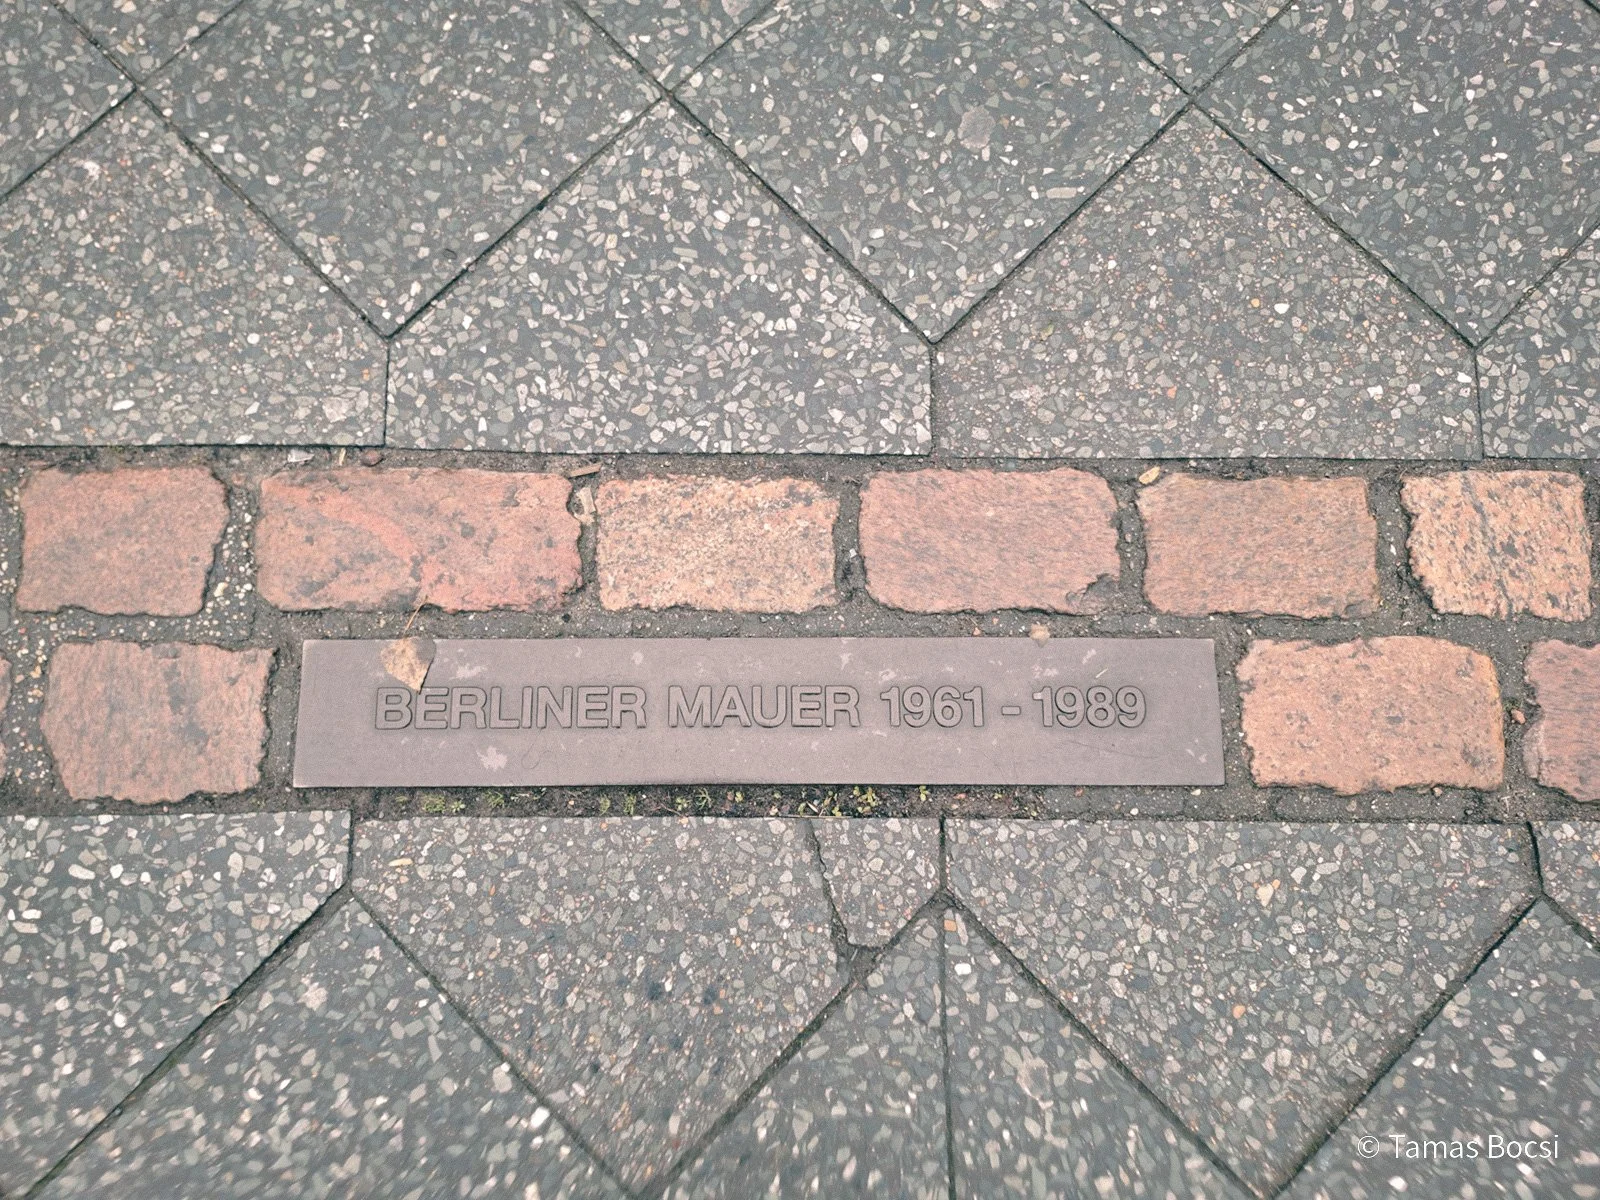 BERLINER MAUER 1961 - 1989
© Tamas Bocsi